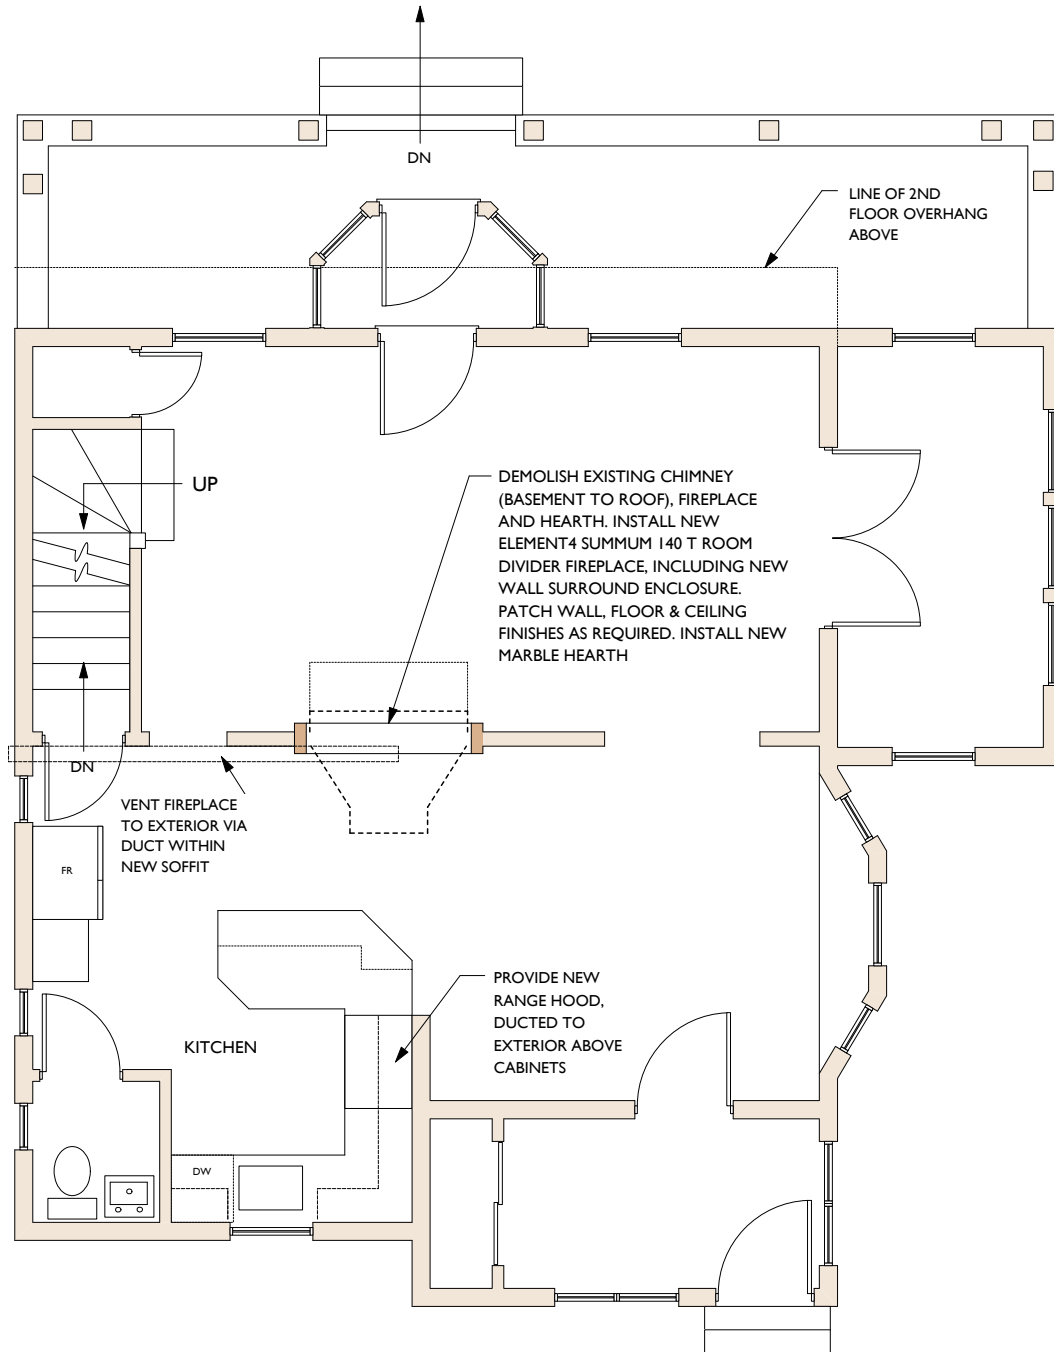 DN
LINE OF 2ND
FLOOR OVERHANG
ABOVE
UP
DEMOLISH EXISTING CHIMNEY
(BASEMENT TO ROOF), FIREPLACE
AND HEARTH. INSTALL NEW
ELEMENT4 SUMMUM 140 T ROOM
DIVIDER FIREPLACE, INCLUDING NEW
WALL SURROUND ENCLOSURE.
PATCH WALL, FLOOR & CEILING
FINISHES AS REQUIRED. INSTALL NEW
MARBLE HEARTH
DN
VENT FIREPLACE
TO EXTERIOR VIA
DUCT WITHIN
NEW SOFFIT
FR
PROVIDE NEW
RANGE HOOD,
DUCTED TO
EXTERIOR ABOVE
CABINETS
KITCHEN
DW